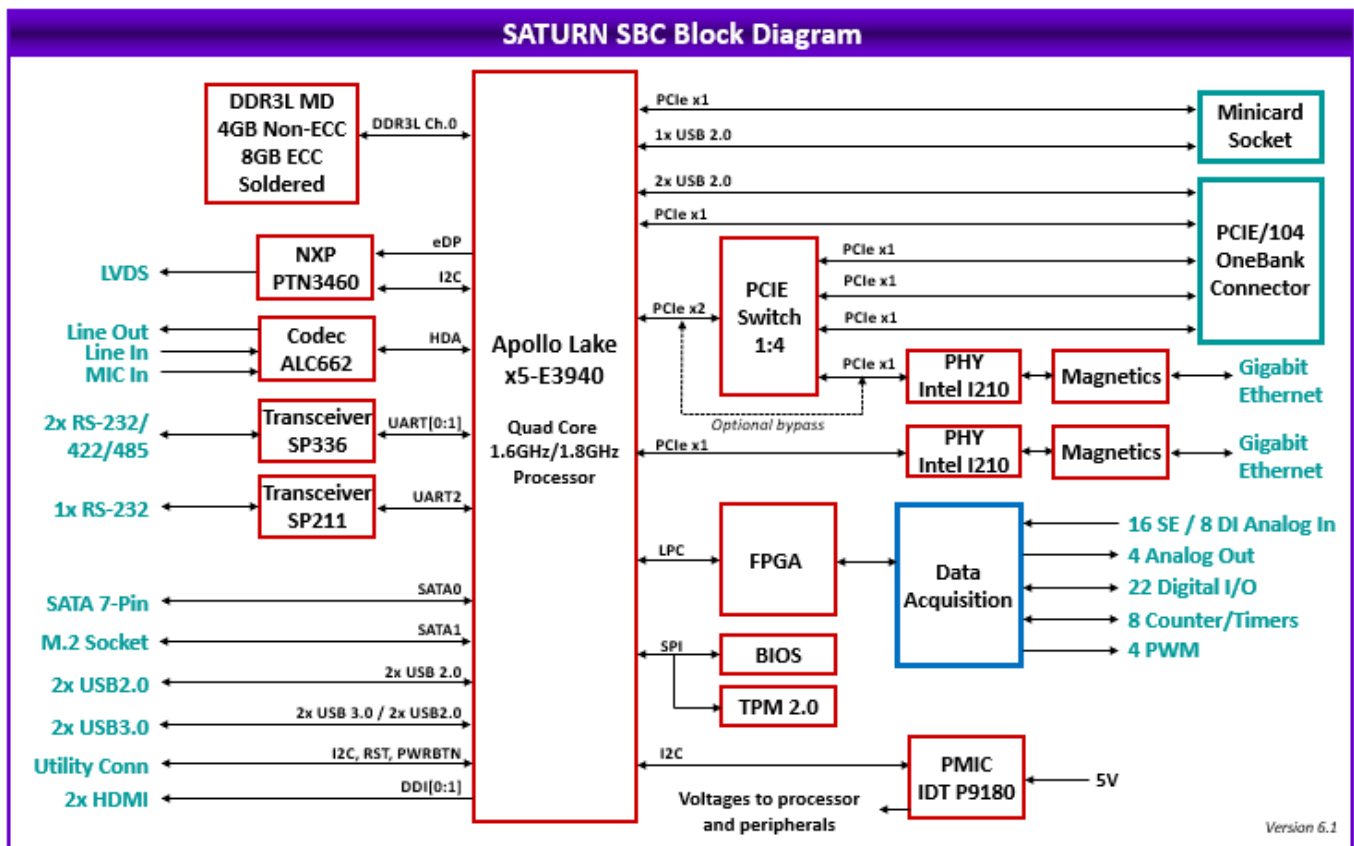 SATURN SBC Block Diagram
DDR3L MD
4GB Non-ECC
8GB ECC
Soldered
DDR3L Ch.0
NXP
PTN3460
eDP
I2C
LVDS
Codec
ALC662
HDA
Line Out
Line In
MIC In
Transceiver
SP336
UART[0:1]
2x RS-232/
422/485
Transceiver
SP211
UART2
1x RS-232
SATA 7-Pin
SATA0
M.2 Socket
SATA1
2x USB2.0
2x USB 2.0
2x USB3.0
2x USB 3.0 / 2x USB2.0
Utility Conn
I2C, RST, PWRBTN
2x HDMI
DDI[0:1]
Apollo Lake
x5-E3940
Quad Core
1.6GHz/1.8GHz
Processor
PCIe x1
1x USB 2.0
Minicard
Socket
2x USB 2.0
PCIe x1
PCIE/104
OneBank
Connector
PCIe x2
PCIE
Switch
1:4
PCIe x1
PCIe x1
PCIe x1
PCIe x1
Optional bypass
PHY
Intel I210
Magnetics
Gigabit
Ethernet
PCIe x1
PHY
Intel I210
Magnetics
Gigabit
Ethernet
LPC
FPGA
Data
Acquisition
16 SE / 8 DI Analog In
4 Analog Out
22 Digital I/O
8 Counter/Timers
4 PWM
SPI
BIOS
TPM 2.0
I2C
PMIC
IDT P9180
5V
Voltages to processor
and peripherals
Version 6.1